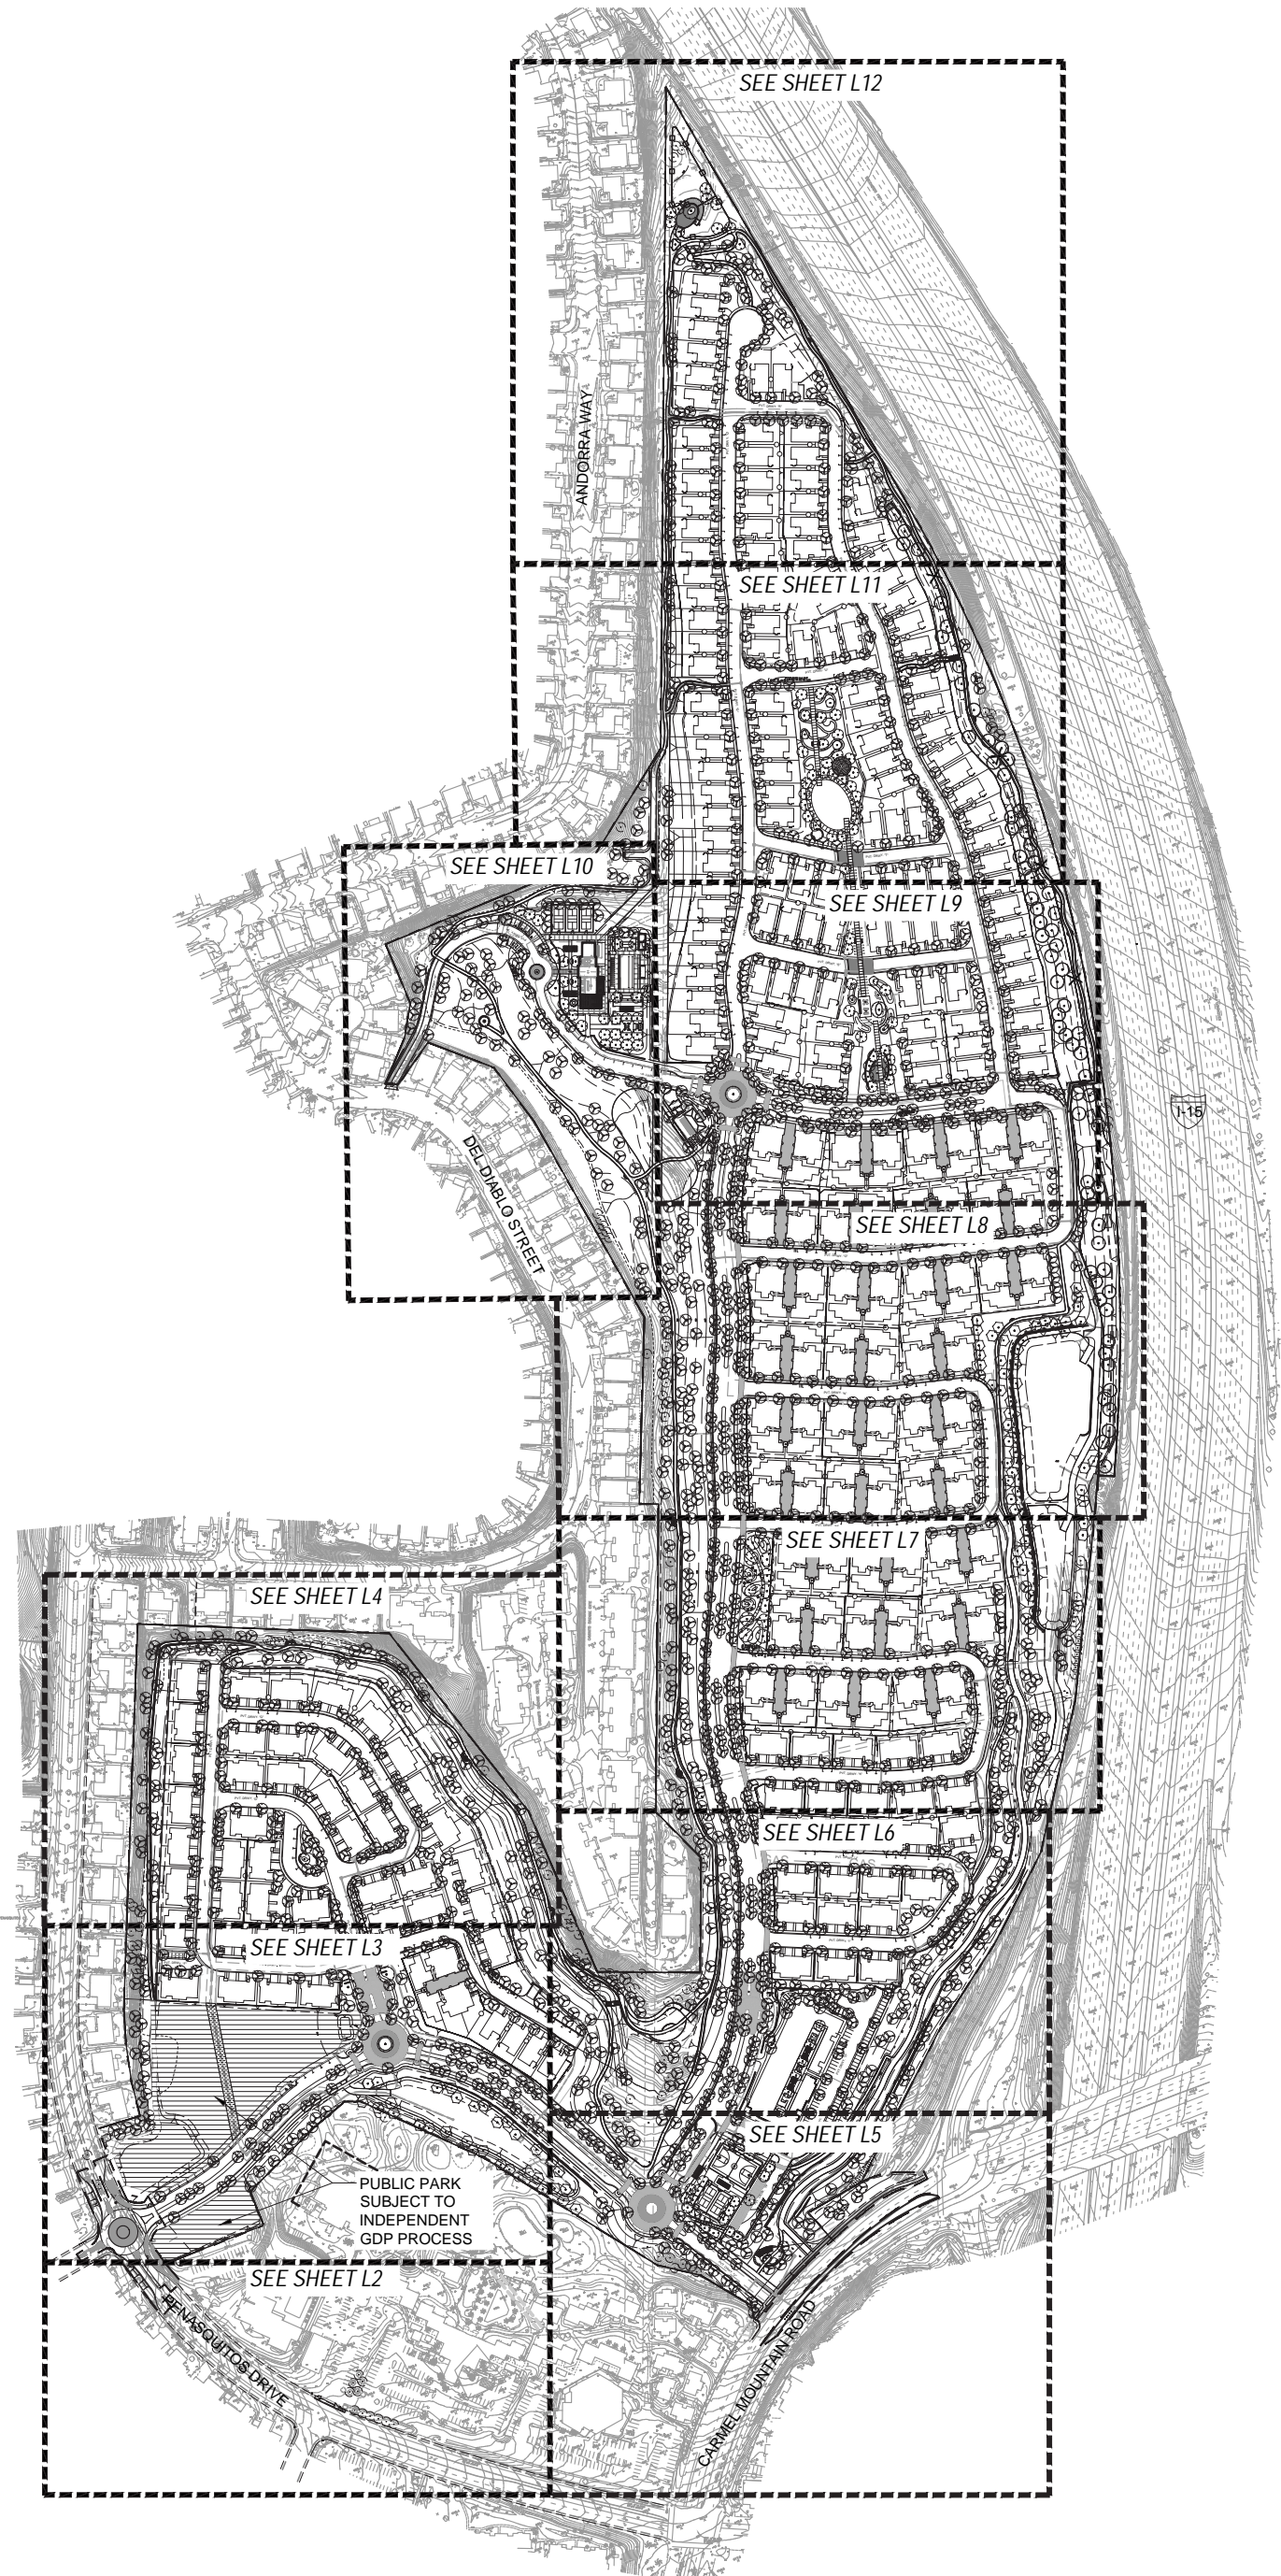 SEE SHEET L12
ANDORRA WAY
SEE SHEET L11
SEE SHEET L10
SEE SHEET L9
I-15
DEL DIABLO STREET
SEE SHEET L8
SEE SHEET L7
SEE SHEET L4
SEE SHEET L6
SEE SHEET L3
SEE SHEET L5
PUBLIC PARK
SUBJECT TO
INDEPENDENT
GDP PROCESS
SEE SHEET L2
PENASQUITOS DRIVE
CARMEL MOUNTAIN ROAD